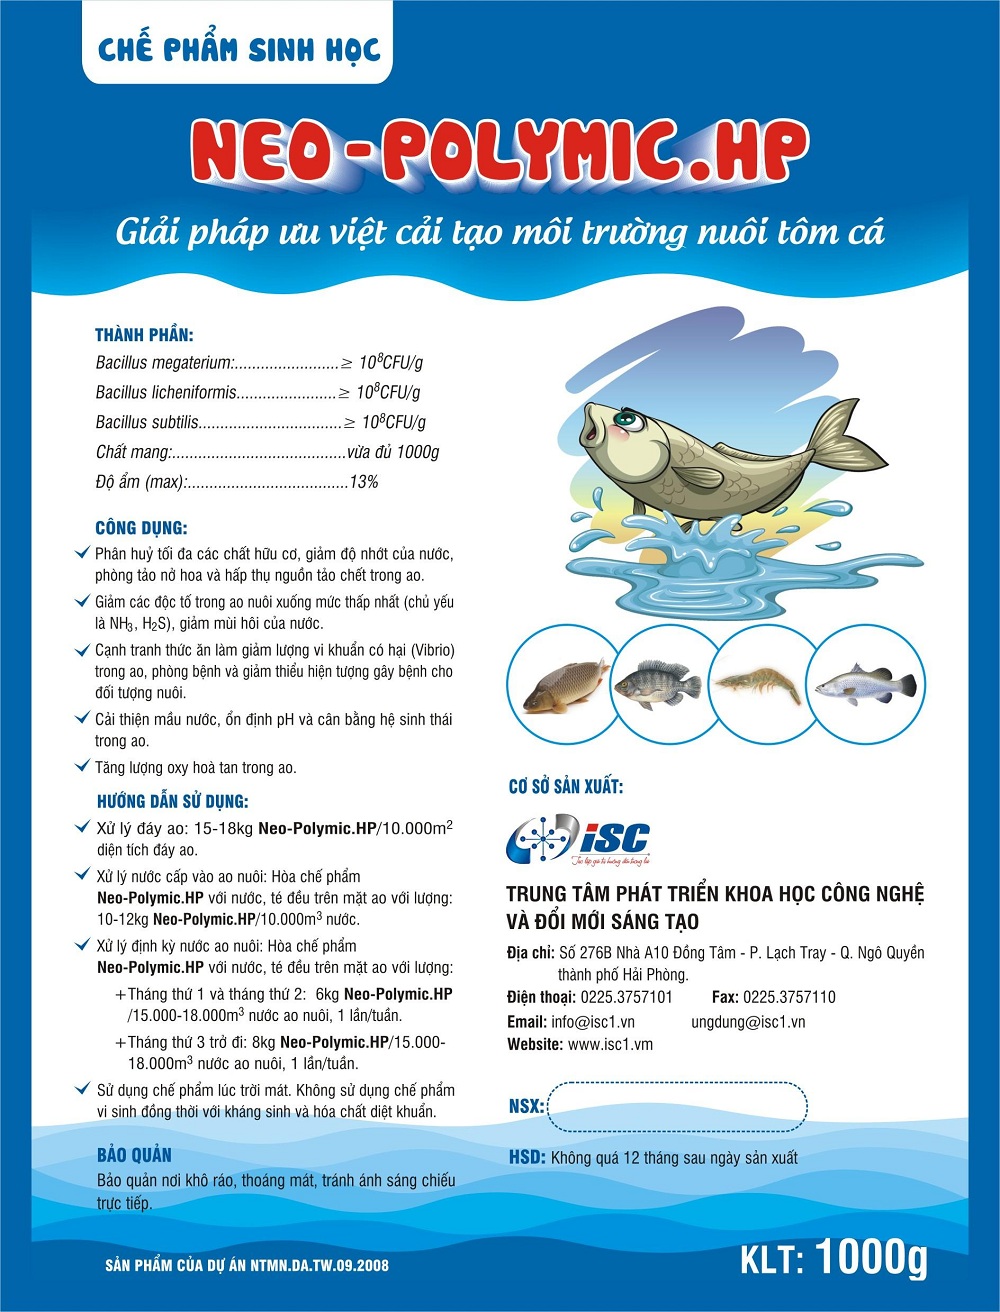 CHẾ PHẨM SINH HỌC
NEO-POLYMIC.HP
Giải pháp ưu việt cải tạo môi trường nuôi tôm cá
THÀNH PHẦN:
Bacillus megaterium:........................≥ 10⁸CFU/g
Bacillus licheniformis.......................≥ 10⁸CFU/g
Bacillus subtilis.................................≥ 10⁸CFU/g
Chất mang:........................................vừa đủ 1000g
Độ ẩm (max):.....................................13%
CÔNG DỤNG:
Phân huỷ tối đa các chất hữu cơ, giảm độ nhớt của nước,
phòng tảo nở hoa và hấp thụ nguồn tảo chết trong ao.
Giảm các độc tố trong ao nuôi xuống mức thấp nhất (chủ yếu
là NH₃, H₂S), giảm mùi hôi của nước.
Cạnh tranh thức ăn làm giảm lượng vi khuẩn có hại (Vibrio)
trong ao, phòng bệnh và giảm thiểu hiện tượng gây bệnh cho
đối tượng nuôi.
Cải thiện mầu nước, ổn định pH và cân bằng hệ sinh thái
trong ao.
Tăng lượng oxy hoà tan trong ao.
HƯỚNG DẪN SỬ DỤNG:
Xử lý đáy ao: 15-18kg Neo-Polymic.HP/10.000m²
diện tích đáy ao.
Xử lý nước cấp vào ao nuôi: Hòa chế phẩm
Neo-Polymic.HP với nước, té đều trên mặt ao với lượng:
10-12kg Neo-Polymic.HP/10.000m³ nước.
Xử lý định kỳ nước ao nuôi: Hòa chế phẩm
Neo-Polymic.HP với nước, té đều trên mặt ao với lượng:
+Tháng thứ 1 và tháng thứ 2: 6kg Neo-Polymic.HP
/15.000-18.000m³ nước ao nuôi, 1 lần/tuần.
+Tháng thứ 3 trở đi: 8kg Neo-Polymic.HP/15.000-
18.000m³ nước ao nuôi, 1 lần/tuần.
Sử dụng chế phẩm lúc trời mát. Không sử dụng chế phẩm
vi sinh đồng thời với kháng sinh và hóa chất diệt khuẩn.
BẢO QUẢN
Bảo quản nơi khô ráo, thoáng mát, tránh ánh sáng chiếu
trực tiếp.
SẢN PHẨM CỦA DỰ ÁN NTMN.DA.TW.09.2008
CƠ SỞ SẢN XUẤT:
iSC
TRUNG TÂM PHÁT TRIỂN KHOA HỌC CÔNG NGHỆ
VÀ ĐỔI MỚI SÁNG TẠO
Địa chỉ: Số 276B Nhà A10 Đồng Tâm - P. Lạch Tray - Q. Ngô Quyền
thành phố Hải Phòng.
Điện thoại: 0225.3757101 Fax: 0225.3757110
Email: info@isc1.vn ungdung@isc1.vn
Website: www.isc1.vm
NSX:
HSD: Không quá 12 tháng sau ngày sản xuất
KLT: 1000g